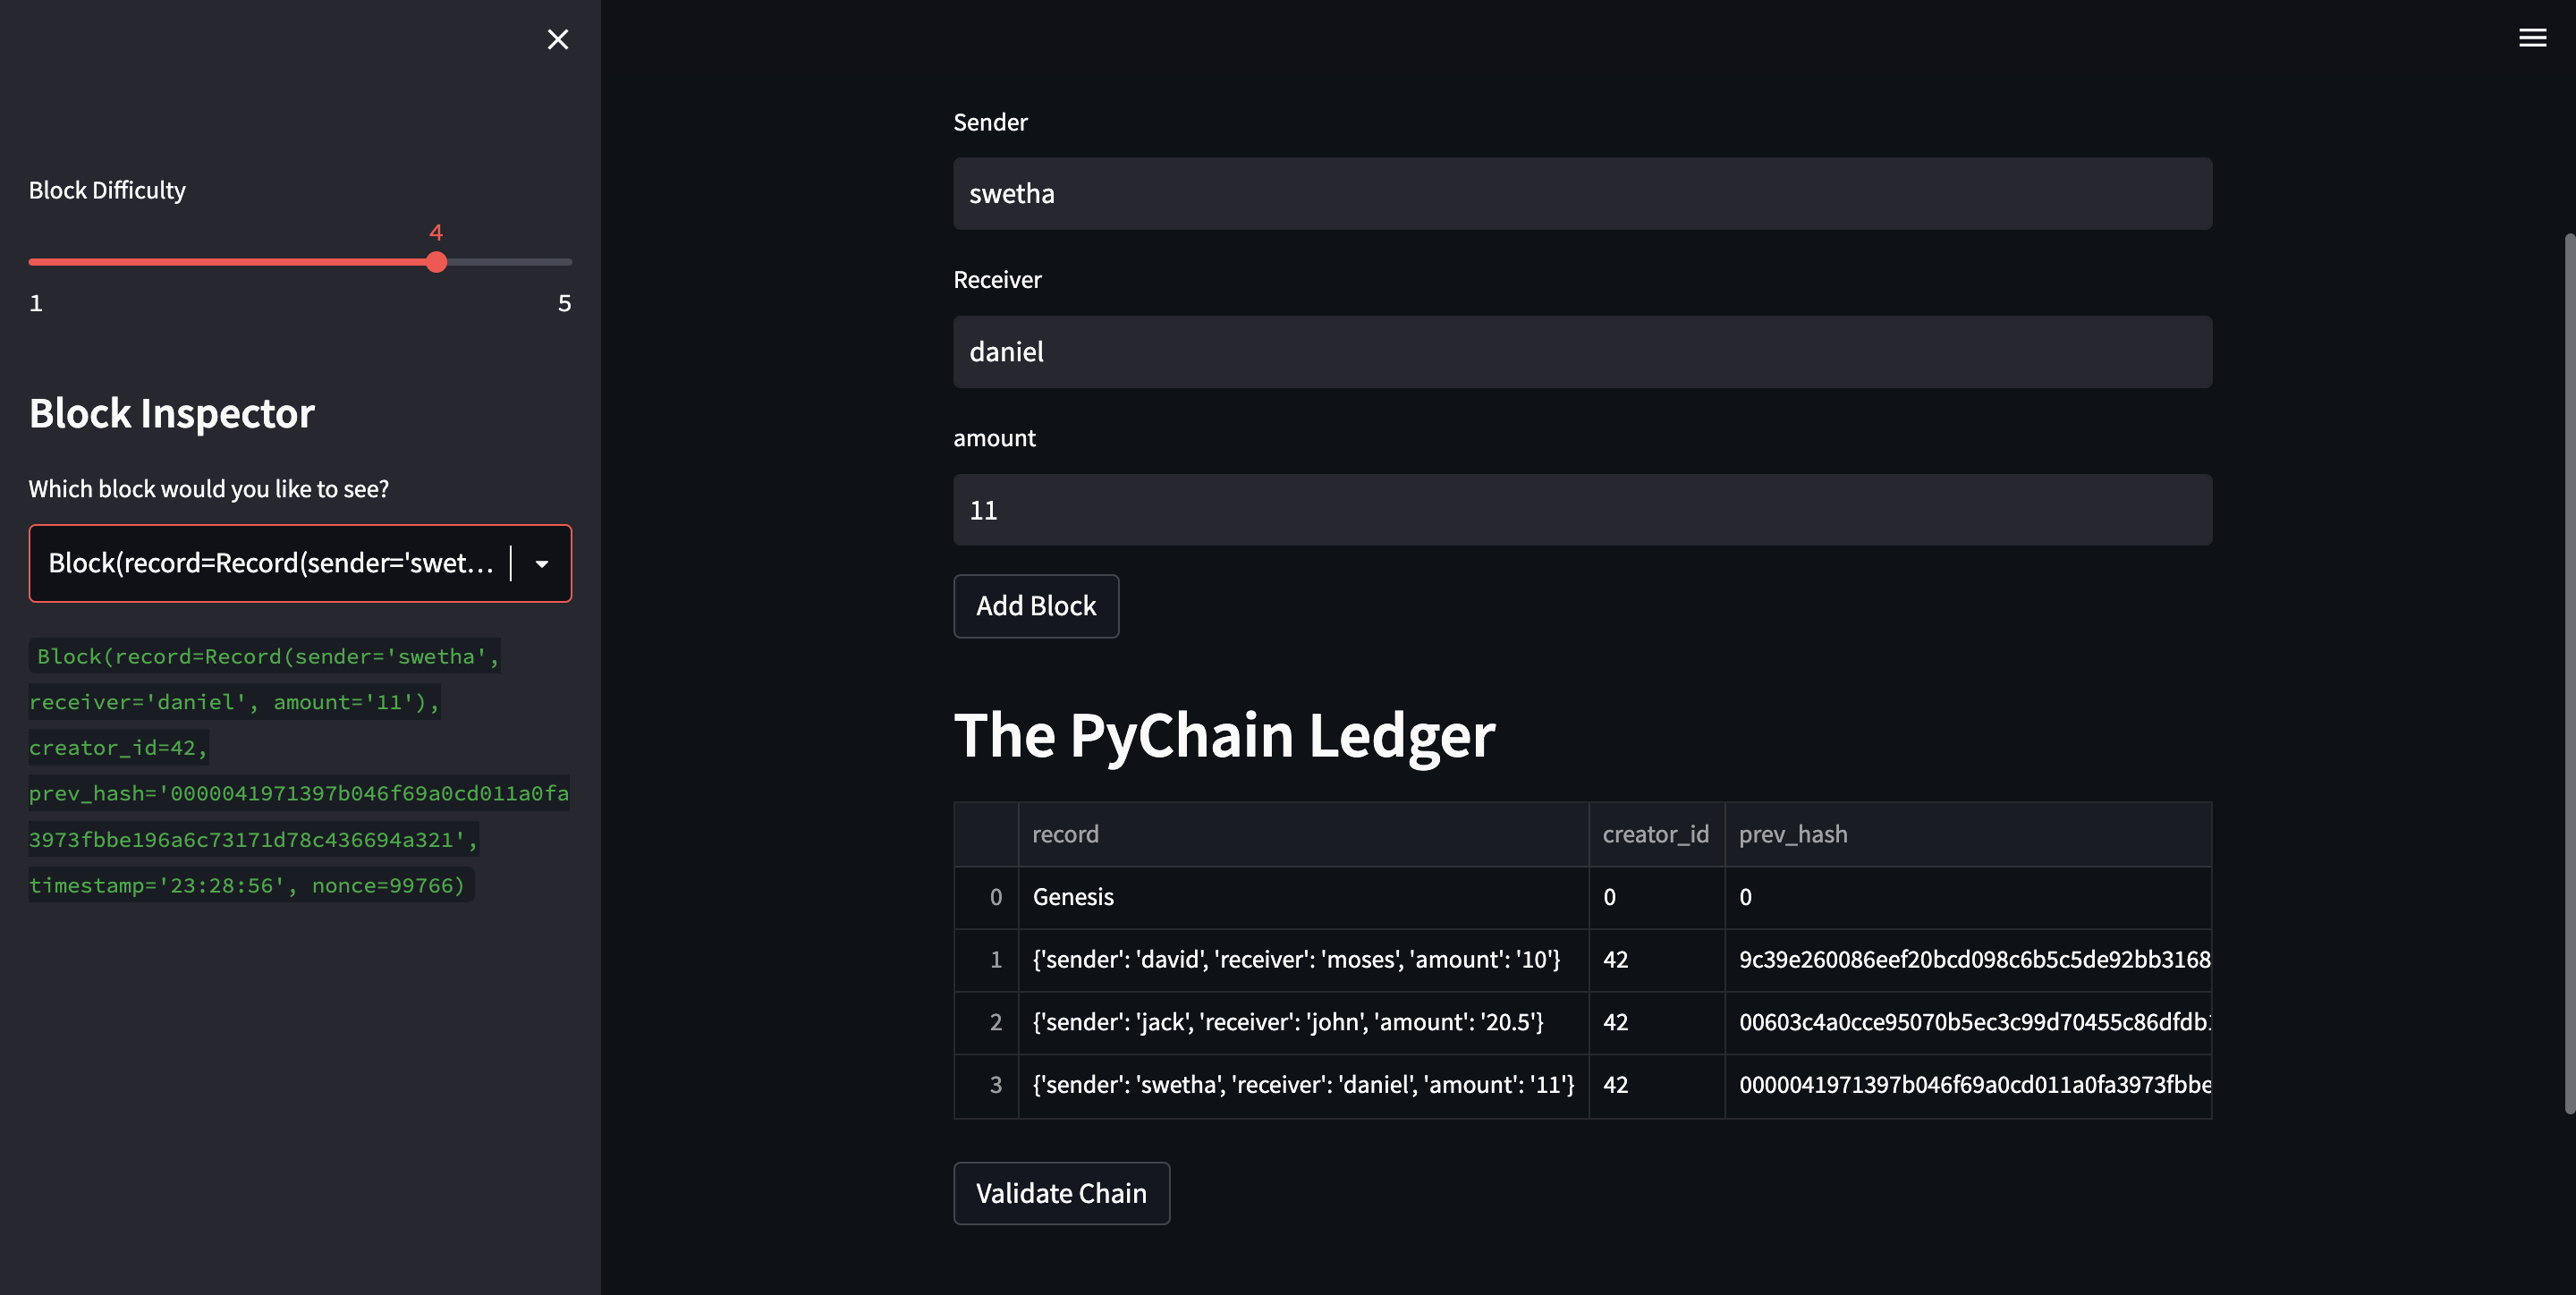 Block Difficulty
4
1 5
Block Inspector
Which block would you like to see?
Block(record=Record(sender='swet...
Block(record=Record(sender='swetha',
receiver='daniel', amount='11'),
creator_id=42,
prev_hash='0000041971397b046f69a0cd011a0fa
3973fbbe196a6c73171d78c436694a321',
timestamp='23:28:56', nonce=99766)
Sender
swetha
Receiver
daniel
amount
11
Add Block
The PyChain Ledger
record creator_id prev_hash
0 Genesis 0 0
1 {'sender': 'david', 'receiver': 'moses', 'amount': '10'} 42 9c39e260086eef20bcd098c6b5c5de92bb3168
2 {'sender': 'jack', 'receiver': 'john', 'amount': '20.5'} 42 00603c4a0cce95070b5ec3c99d70455c86dfdb
3 {'sender': 'swetha', 'receiver': 'daniel', 'amount': '11'} 42 0000041971397b046f69a0cd011a0fa3973fbbe
Validate Chain